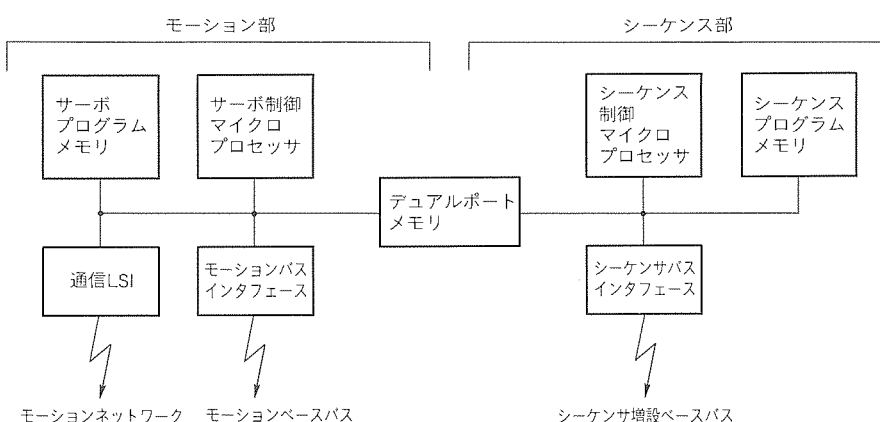 モーション部
シーケンス部
サーボ
プログラム
メモリ
サーボ制御
マイクロ
プロセッサ
シーケンス
制御
マイクロ
プロセッサ
シーケンス
プログラム
メモリ
デュアルポート
メモリ
通信LSI
モーションバス
インタフェース
シーケンサバス
インタフェース
モーションネットワーク
モーションベースバス
シーケンサ増設ベースバス